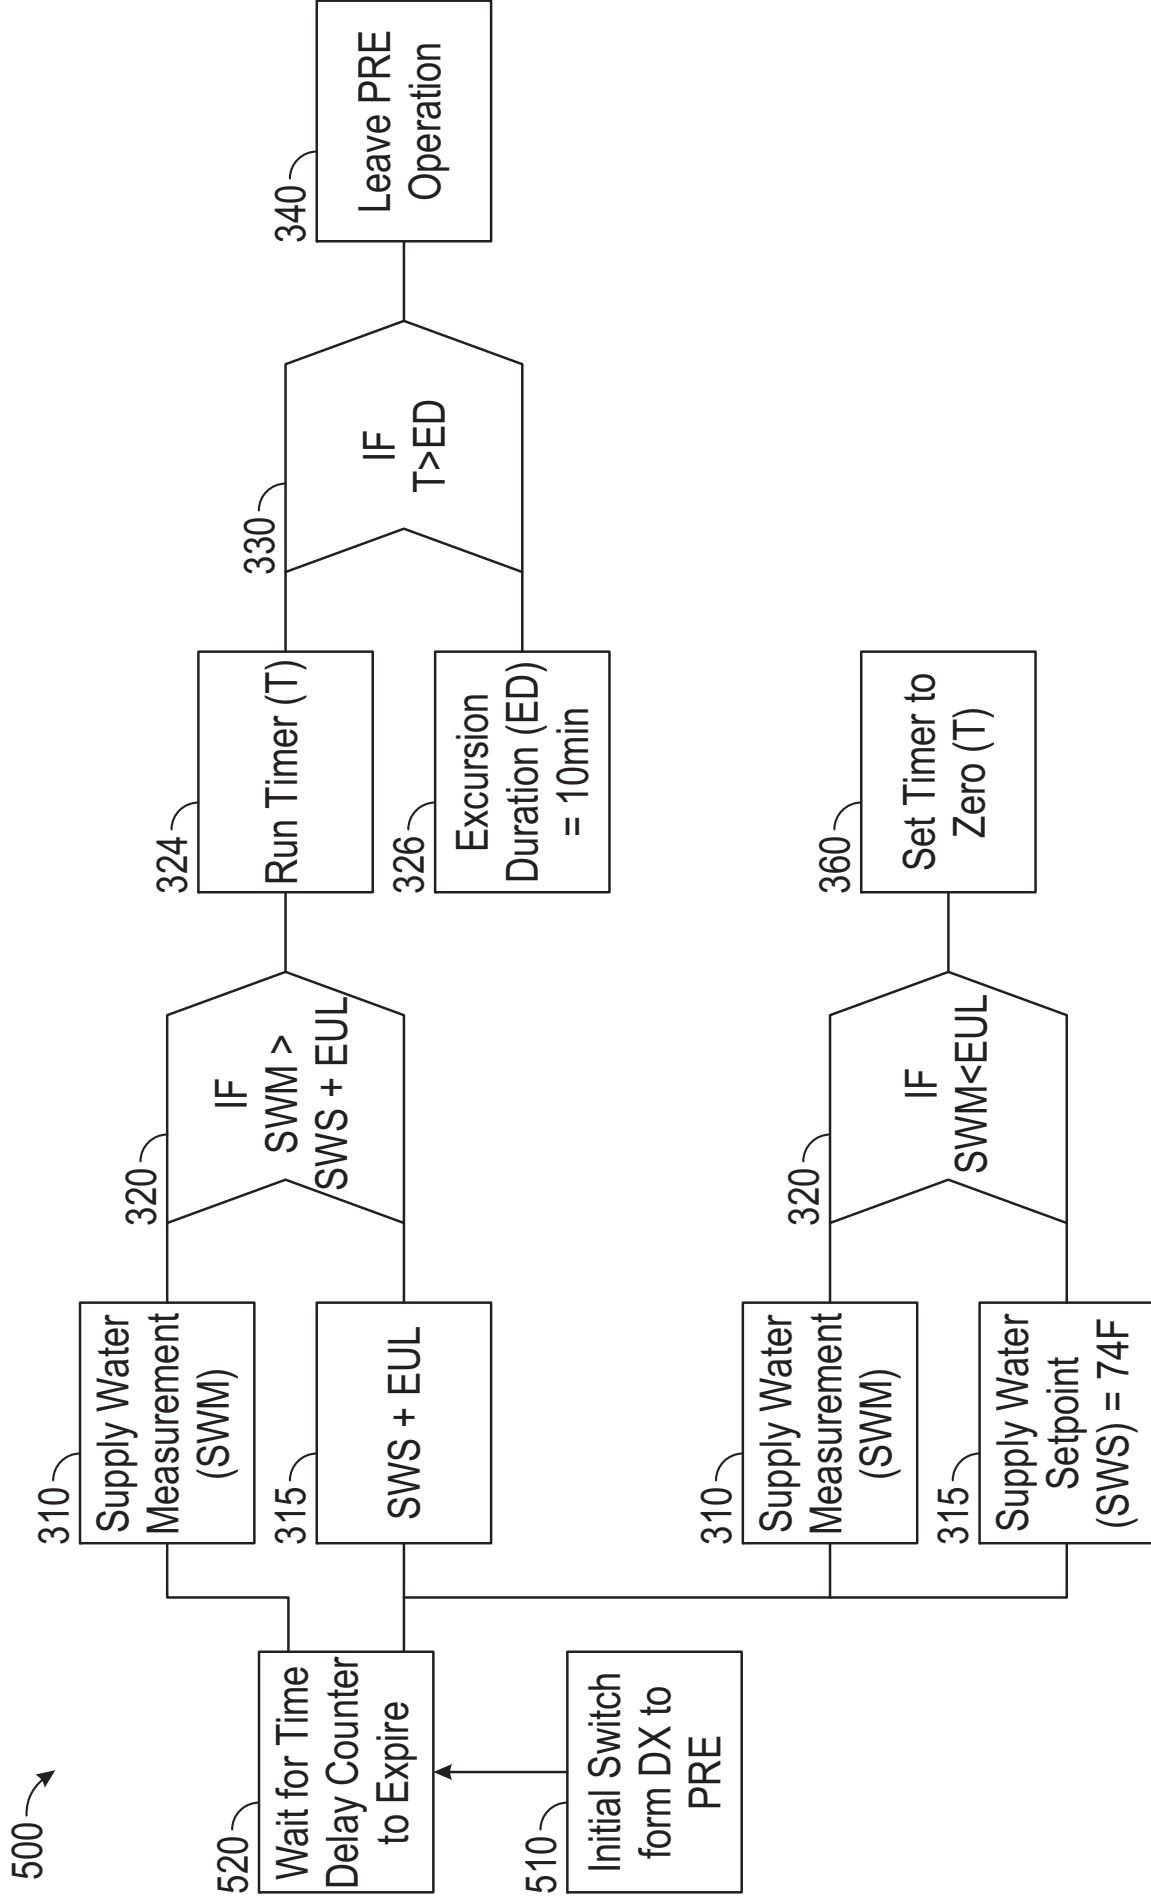 500
520
Wait for Time
Delay Counter
to Expire
510
Initial Switch
form DX to
PRE
310
Supply Water
Measurement
(SWM)
315
SWS + EUL
320
IF
SWM >
SWS + EUL
324
Run Timer (T)
326
Excursion
Duration (ED)
= 10min
330
IF
T>ED
340
Leave PRE
Operation
310
Supply Water
Measurement
(SWM)
315
Supply Water
Setpoint
(SWS) = 74F
320
IF
SWM<EUL
360
Set Timer to
Zero (T)